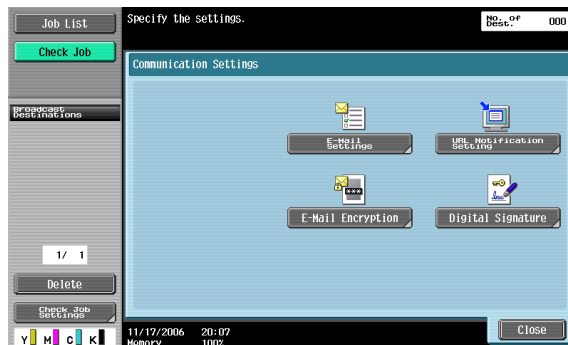 Job List
Specify the settings.
No. of
Dest.
000
Check Job
Communication Settings
Broadcast
Destinations
E-Mail
Settings
URL Notification
Setting
E-Mail Encryption
Digital Signature
1/ 1
Delete
Check Job
Settings
Close
11/17/2006 20:07
Y M C K
Memory 100%